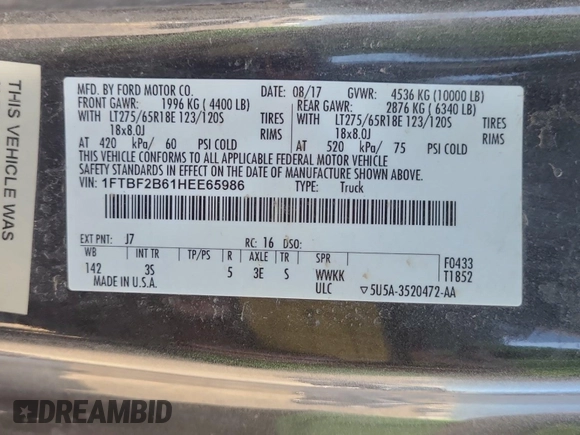 THIS VEHICLE WAS
MFD. BY FORD MOTOR CO. 08/17 GVWR: 4536 KG (10000 LB)
FRONT GAWR: 1996 KG ( 4400 LB) REAR GAWR: 2876 KG ( 6340 LB)
WITH LT275/65R18E 123/120S TIRES WITH LT275/65R18E 123/120S TIRES
18x8.0J RIMS 18x8.0J RIMS
AT 420 kPa/ 60 PSI COLD AT 520 kPa/ 75 PSI COLD
THIS VEHICLE CONFORMS TO ALL APPLICABLE FEDERAL MOTOR VEHICLE
SAFETY STANDARDS IN EFFECT ON THE DATE OF MANUFACTURE SHOWN ABOVE.
VIN: 1FTBF2B61HEE65986 TYPE: Truck
EXT PNT: J7 RC: 16 DSO:
WB INT TR TP/PS R AXLE TR SPR F0433
142 3S 5 3E S WWKK T1852
MADE IN U.S.A. ULC ▽5U5A-3520472-AA
DREAMBID